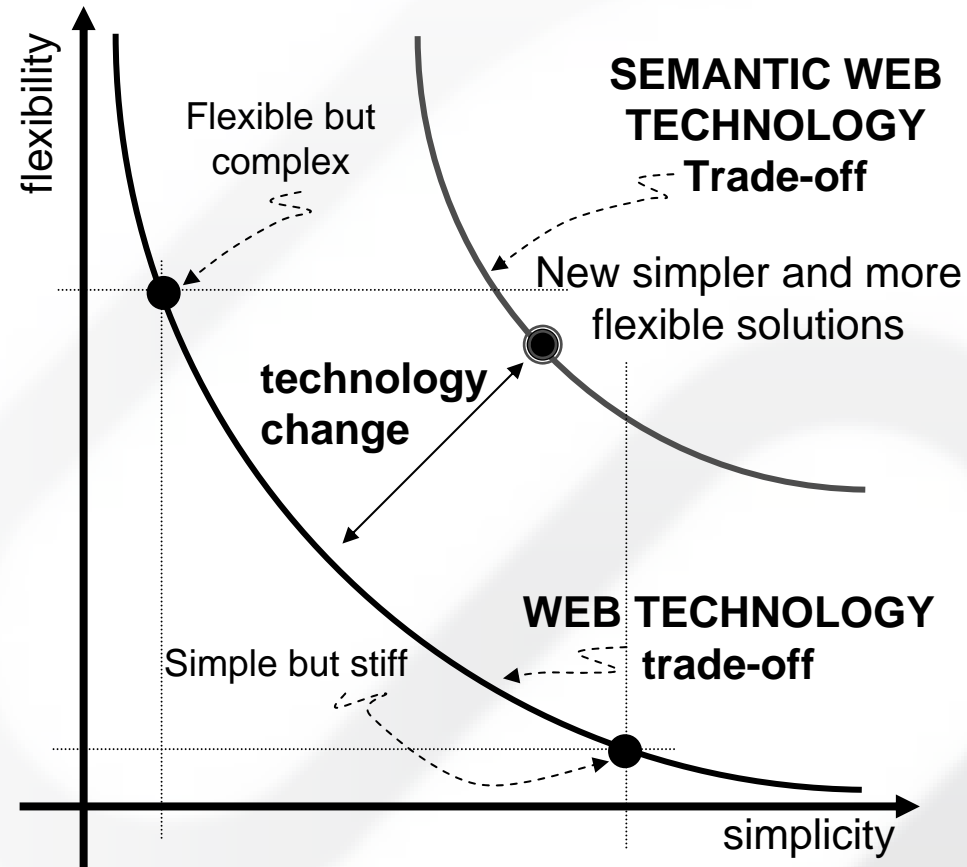 flexibility
SEMANTIC WEB
TECHNOLOGY
Trade-off
Flexible but
complex
New simpler and more
flexible solutions
technology
change
WEB TECHNOLOGY
trade-off
Simple but stiff
simplicity